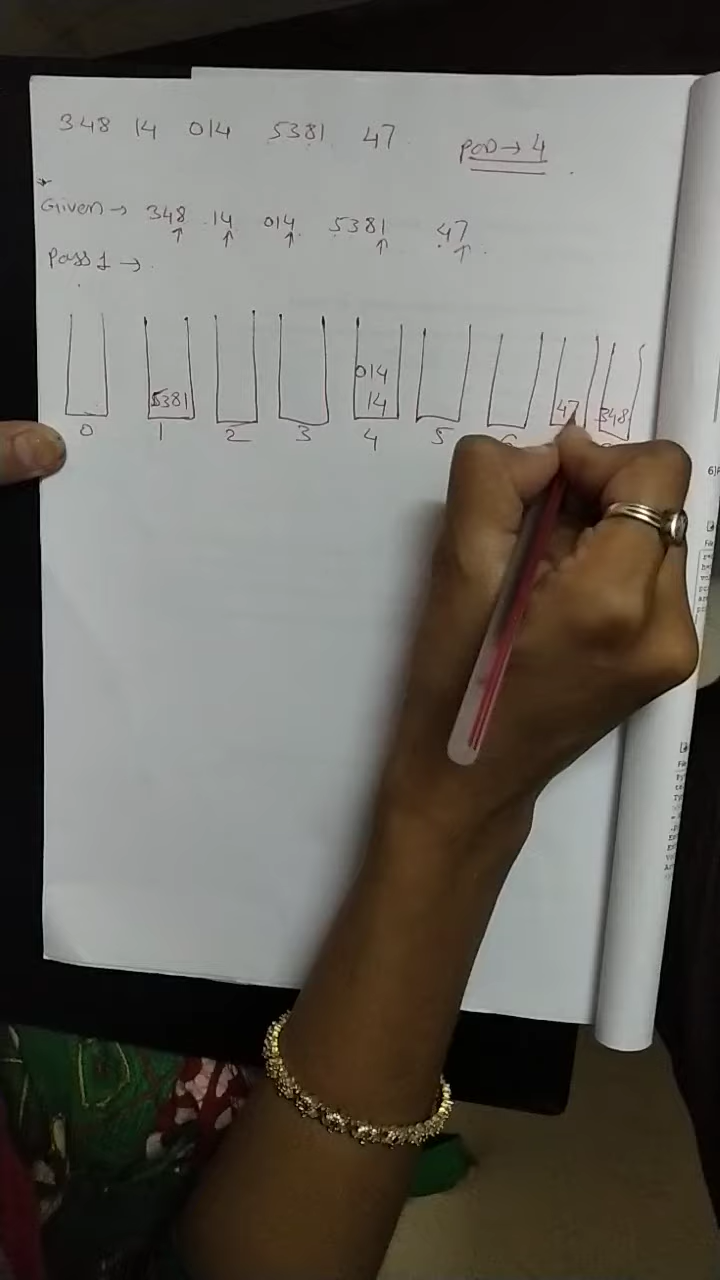 348 14 014 5381 47 POD → 4
Given → 348 14 014 5381 47
Pass 1 →
014
5381 14 47 348
0 1 2 3 4 5